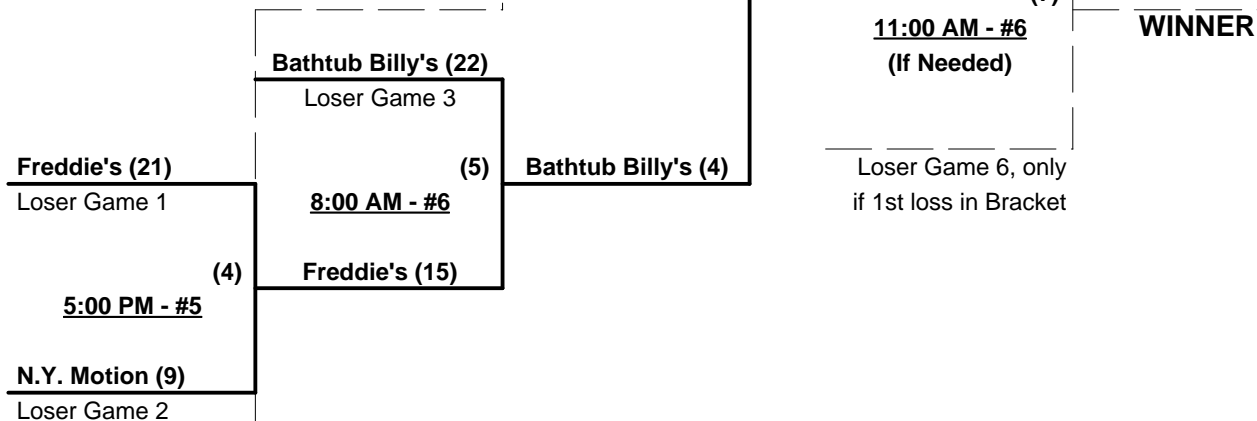 (7)
11:00 AM - #6
WINNER
Bathtub Billy's (22)
(If Needed)
Loser Game 3
Freddie's (21)
(5)
Bathtub Billy's (4)
Loser Game 6, only
Loser Game 1
8:00 AM - #6
if 1st loss in Bracket
(4)
Freddie's (15)
5:00 PM - #5
N.Y. Motion (9)
Loser Game 2